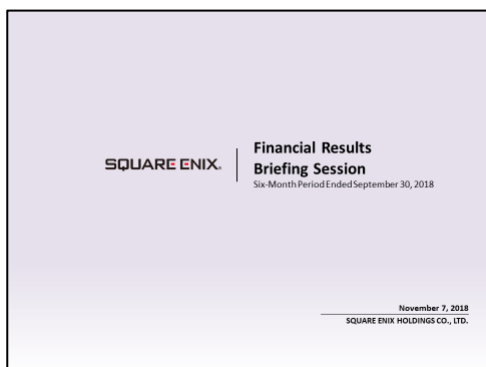 SQUARE ENIX.
Financial Results
Briefing Session
Six-Month Period Ended September 30, 2018
November 7, 2018
SQUARE ENIX HOLDINGS CO., LTD.